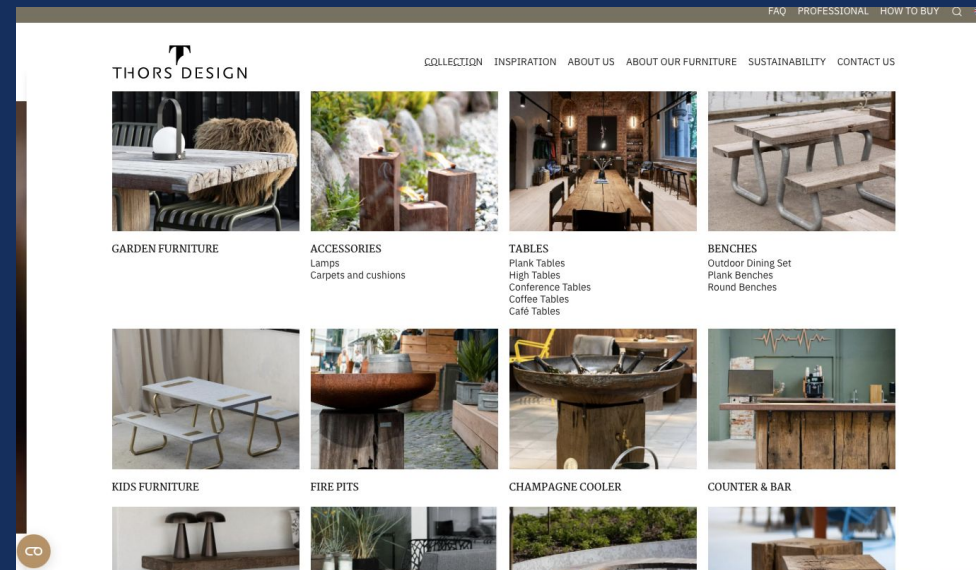 FAQ PROFESSIONAL HOW TO BUY
THORS DESIGN
COLLECTION INSPIRATION ABOUT US ABOUT OUR FURNITURE SUSTAINABILITY CONTACT US
GARDEN FURNITURE
ACCESSORIES
Lamps
Carpets and cushions
TABLES
Plank Tables
High Tables
Conference Tables
Coffee Tables
Café Tables
BENCHES
Outdoor Dining Set
Plank Benches
Round Benches
KIDS FURNITURE
FIRE PITS
CHAMPAGNE COOLER
COUNTER & BAR